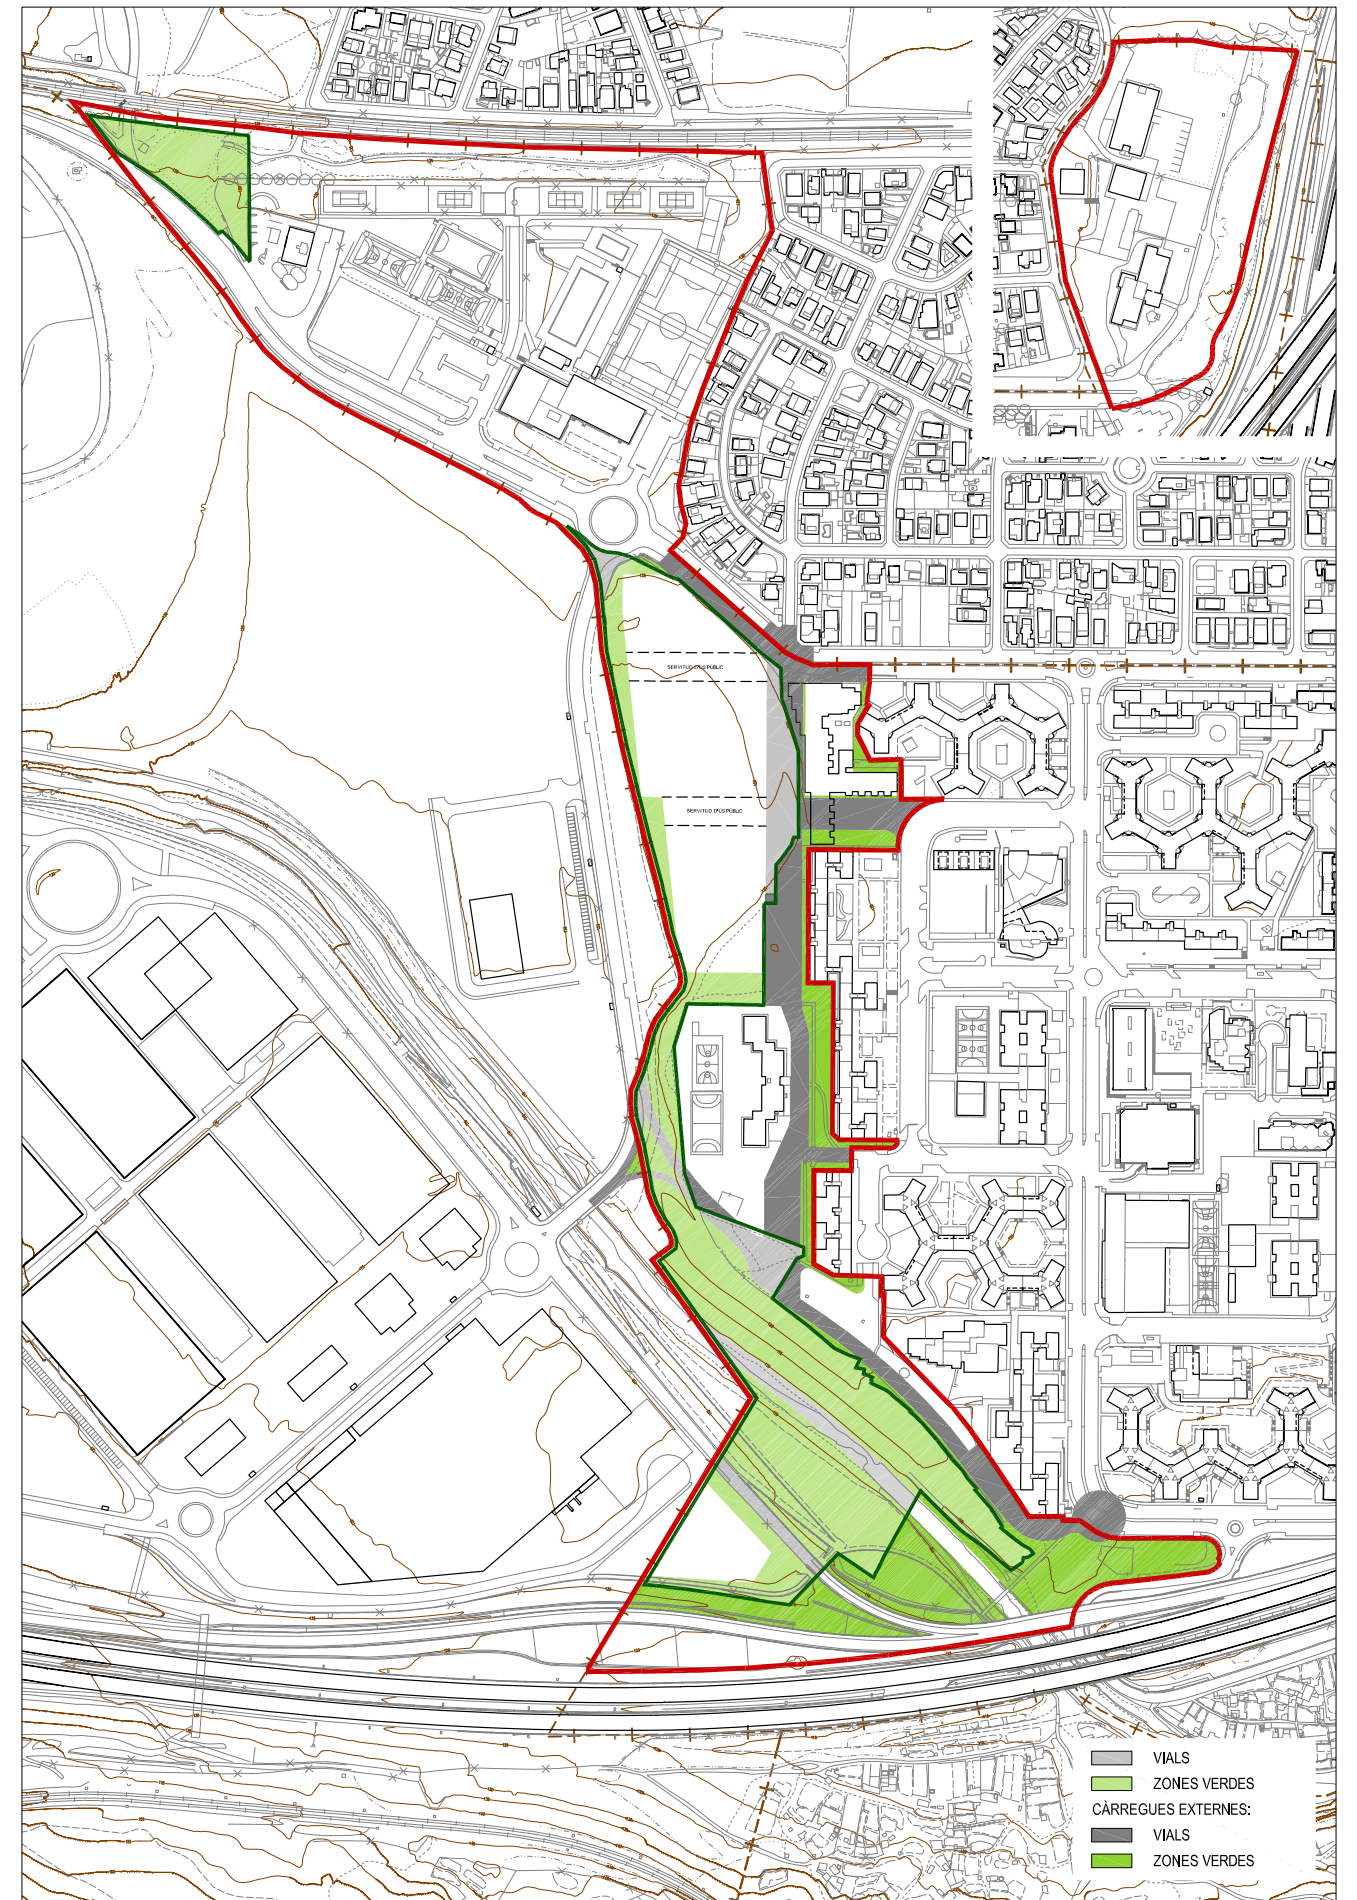 SERVITUD D'ÚS PÚBLIC
SERVITUD D'ÚS PÚBLIC
VIALS
ZONES VERDES
CÀRREGUES EXTERNES:
VIALS
ZONES VERDES